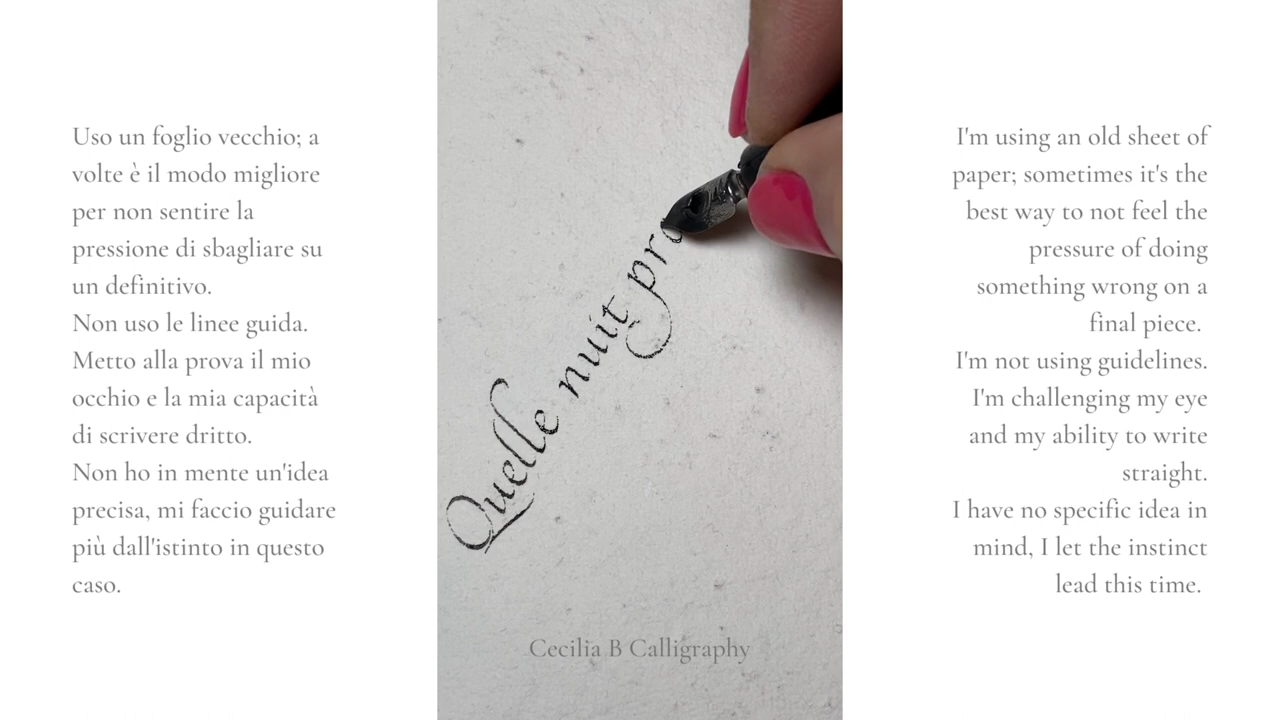 Uso un foglio vecchio; a
volte è il modo migliore
per non sentire la
pressione di sbagliare su
un definitivo.
Non uso le linee guida.
Metto alla prova il mio
occhio e la mia capacità
di scrivere dritto.
Non ho in mente un'idea
precisa, mi faccio guidare
più dall'istinto in questo
caso.
Quelle nuit pro
Cecilia B Calligraphy
I'm using an old sheet of
paper; sometimes it's the
best way to not feel the
pressure of doing
something wrong on a
final piece.
I'm not using guidelines.
I'm challenging my eye
and my ability to write
straight.
I have no specific idea in
mind, I let the instinct
lead this time.